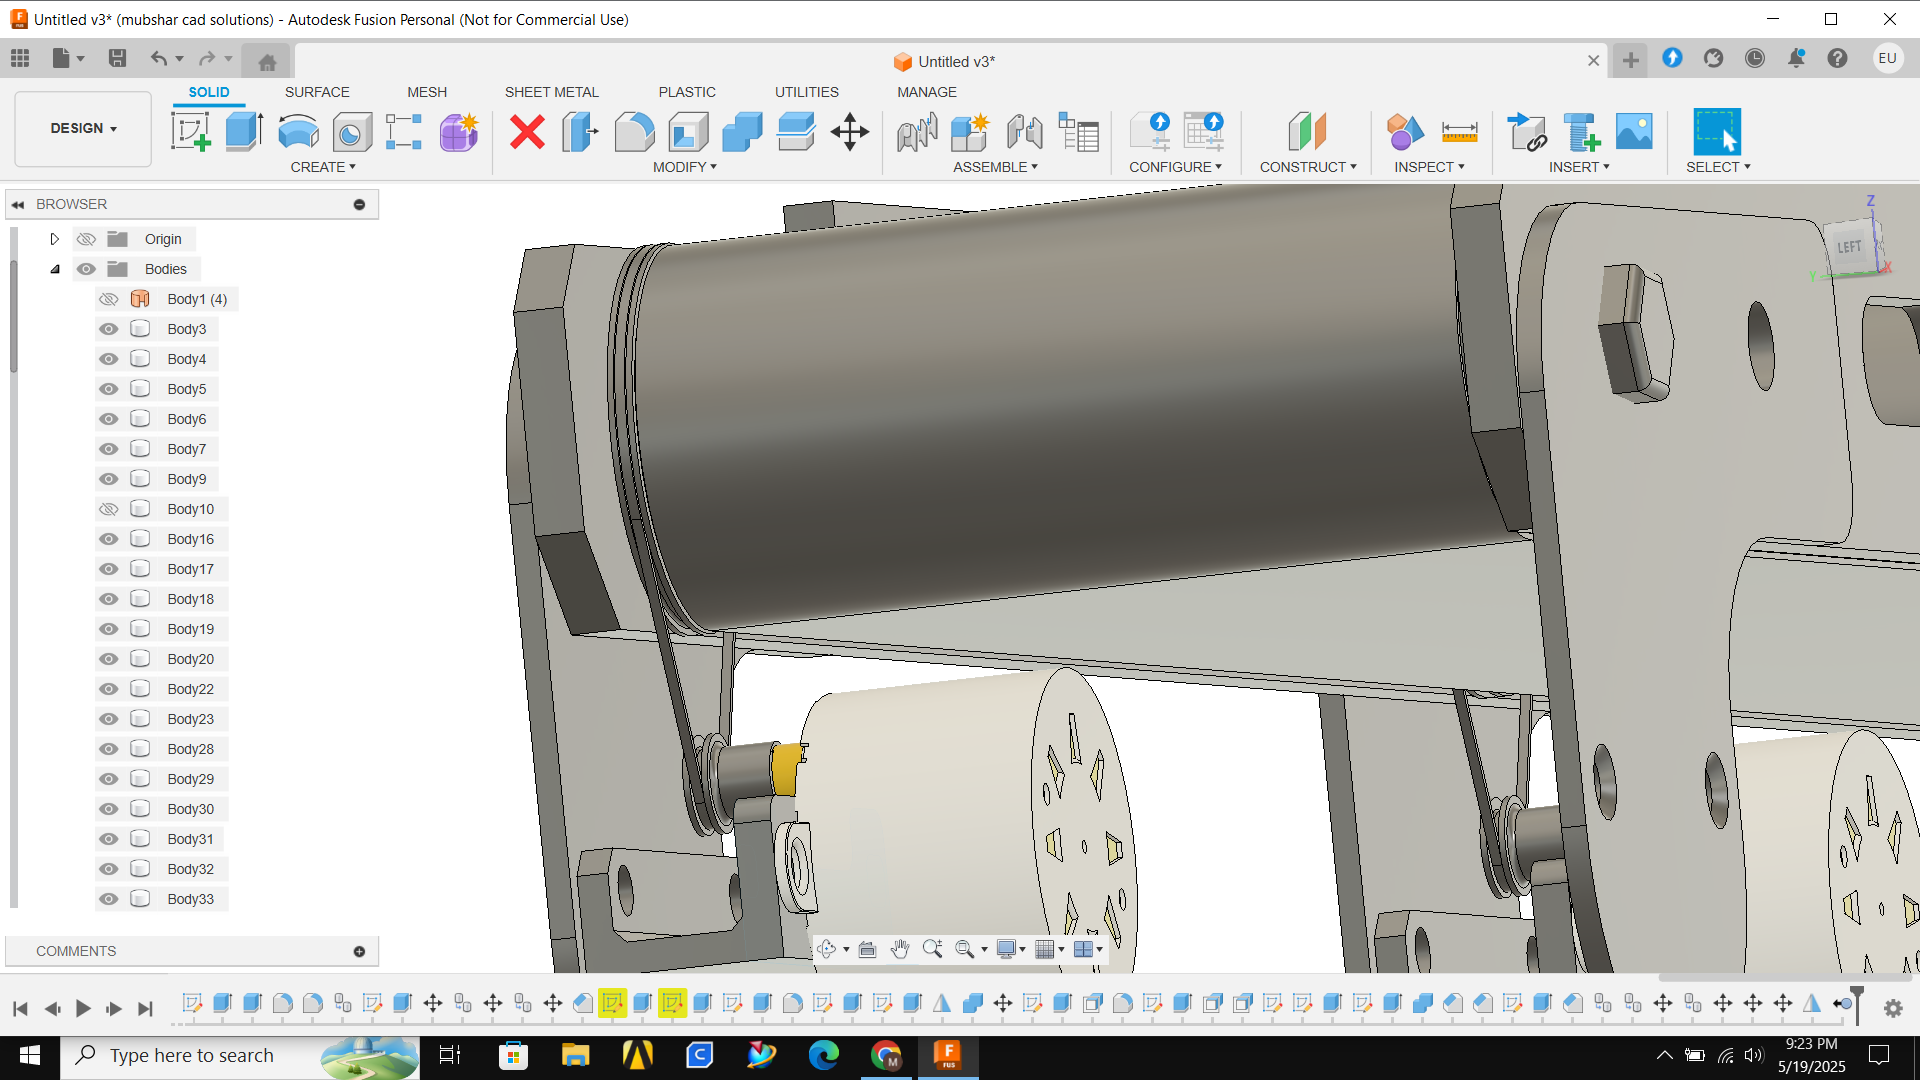 Untitled v3* (mubshar cad solutions) - Autodesk Fusion Personal (Not for Commercial Use)
Untitled v3*
EU
SOLID SURFACE MESH SHEET METAL PLASTIC UTILITIES MANAGE
DESIGN
CREATE MODIFY ASSEMBLE CONFIGURE CONSTRUCT INSPECT INSERT SELECT
BROWSER
Origin
Bodies
Body1 (4)
Body3
Body4
Body5
Body6
Body7
Body9
Body10
Body16
Body17
Body18
Body19
Body20
Body22
Body23
Body28
Body29
Body30
Body31
Body32
Body33
COMMENTS
Z
LEFT
Y
X
Type here to search
F
FUS
C
M
F
FUS
9:23 PM
5/19/2025